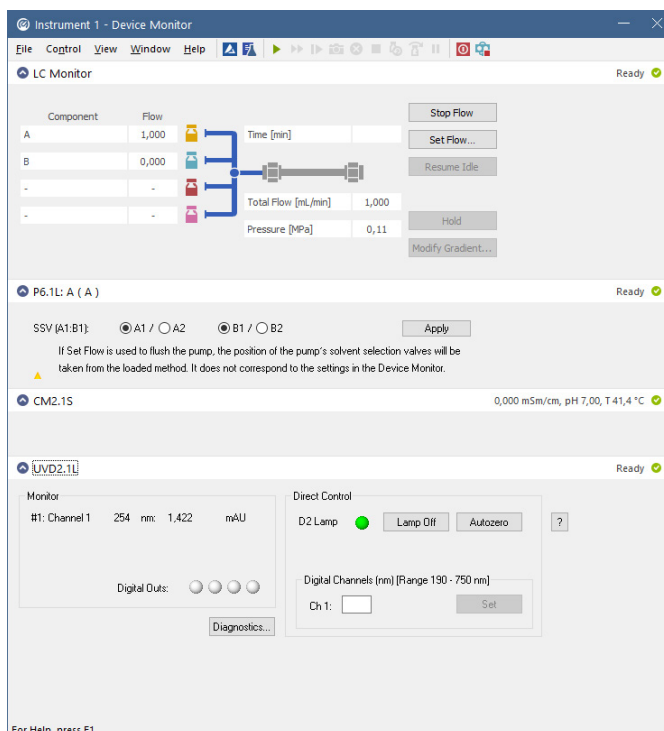 Instrument 1 - Device Monitor
File Control View Window Help
LC Monitor Ready
Component Flow Stop Flow
A 1,000 Time [min] Set Flow...
B 0,000 Resume Idle
- -
Total Flow [mL/min] 1,000
- - Hold
Pressure [MPa] 0,11
Modify Gradient...
P6.1L: A ( A ) Ready
SSV (A1:B1): A1 / A2 B1 / B2 Apply
If Set Flow is used to flush the pump, the position of the pump's solvent selection valves will be
taken from the loaded method. It does not correspond to the settings in the Device Monitor.
CM2.1S 0,000 mSm/cm, pH 7,00, T 41,4 °C
UVD2.1L Ready
Monitor Direct Control
#1: Channel 1 254 nm: 1,422 mAU D2 Lamp Lamp Off Autozero ?
Digital Outs: Digital Channels (nm) [Range 190 - 750 nm]
Ch 1: Set
Diagnostics...
For Help, press F1